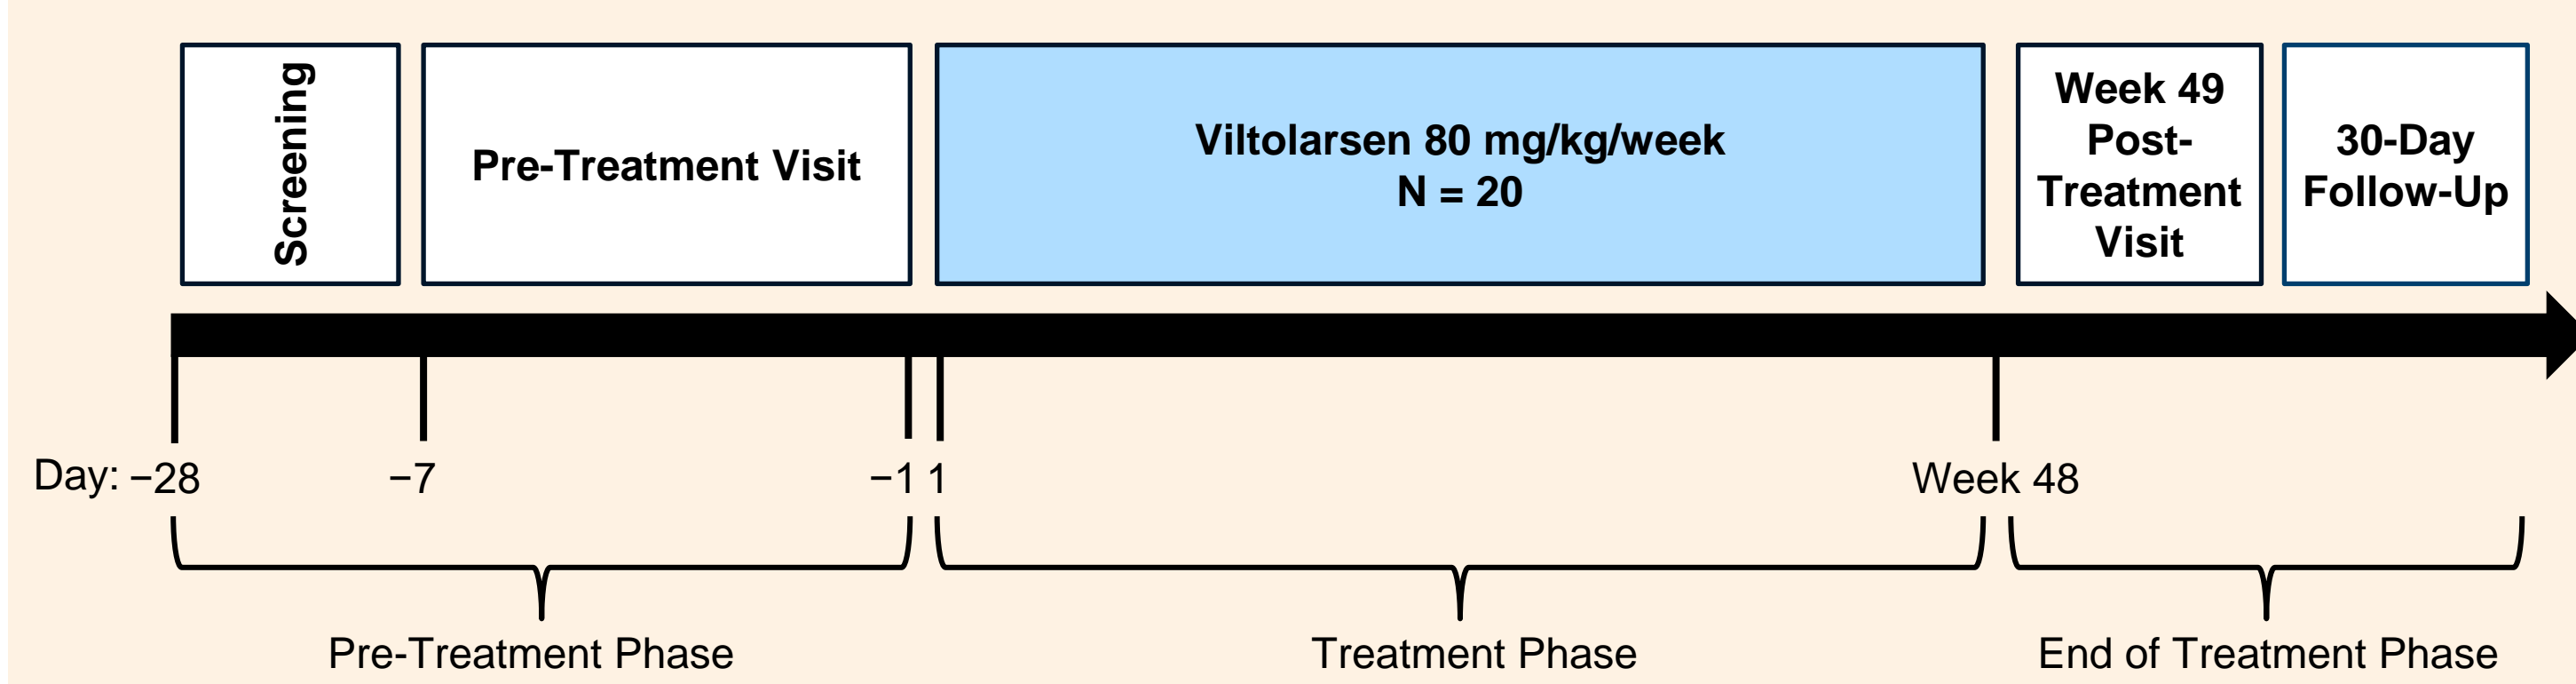 Screening
Pre-Treatment Visit
Viltolarsen 80 mg/kg/week
N = 20
Week 49
Post-
Treatment
Visit
30-Day
Follow-Up
Day: −28
−7
−1
1
Week 48
Pre-Treatment Phase
Treatment Phase
End of Treatment Phase